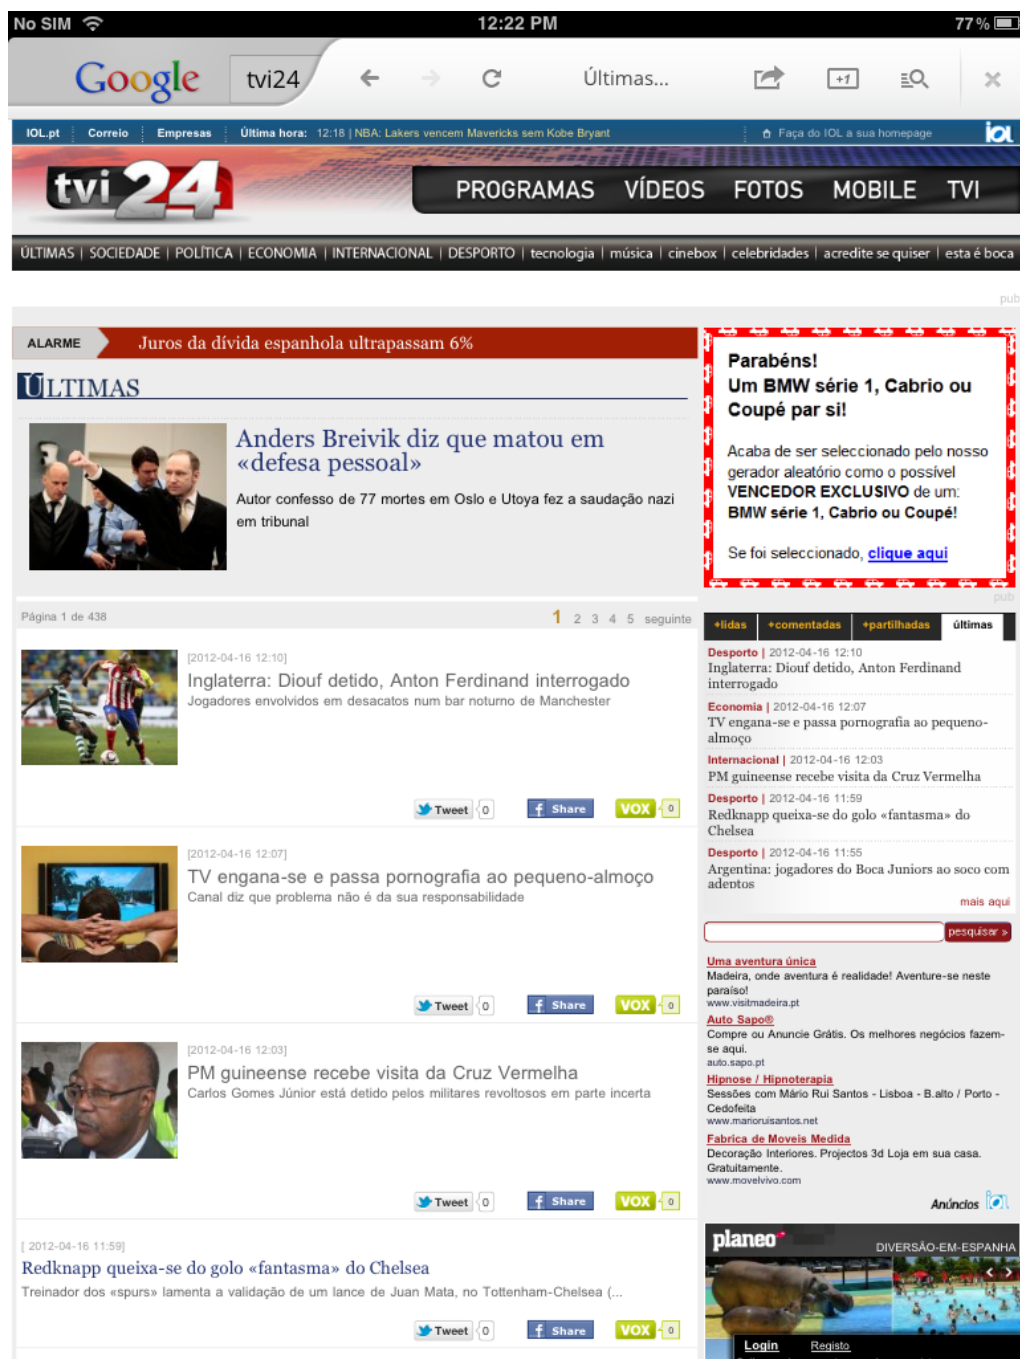 No SIM
12:22 PM
77%
Google
tvi24
Últimas...
+1
IOL.pt
Correio
Empresas
Última hora: 12:18 | NBA: Lakers vencem Mavericks sem Kobe Bryant
Faça do IOL a sua homepage
iol
tvi 24
PROGRAMAS VÍDEOS FOTOS MOBILE TVI
ÚLTIMAS | SOCIEDADE | POLÍTICA | ECONOMIA | INTERNACIONAL | DESPORTO | tecnologia | música | cinebox | celebridades | acredite se quiser | esta é boca
pub
ALARME
Juros da dívida espanhola ultrapassam 6%
ÚLTIMAS
Anders Breivik diz que matou em
«defesa pessoal»
Autor confesso de 77 mortes em Oslo e Utoya fez a saudação nazi
em tribunal
Página 1 de 438
1 2 3 4 5 seguinte
[2012-04-16 12:10]
Inglaterra: Diouf detido, Anton Ferdinand interrogado
Jogadores envolvidos em desacatos num bar noturno de Manchester
Tweet 0
Share
VOX 0
[2012-04-16 12:07]
TV engana-se e passa pornografia ao pequeno-almoço
Canal diz que problema não é da sua responsabilidade
Tweet 0
Share
VOX 0
[2012-04-16 12:03]
PM guineense recebe visita da Cruz Vermelha
Carlos Gomes Júnior está detido pelos militares revoltosos em parte incerta
Tweet 0
Share
VOX 0
[ 2012-04-16 11:59]
Redknapp queixa-se do golo «fantasma» do Chelsea
Treinador dos «spurs» lamenta a validação de um lance de Juan Mata, no Tottenham-Chelsea (...
Tweet 0
Share
VOX 0
Parabéns!
Um BMW série 1, Cabrio ou
Coupé par si!
Acaba de ser seleccionado pelo nosso
gerador aleatório como o possível
VENCEDOR EXCLUSIVO de um:
BMW série 1, Cabrio ou Coupé!
Se foi seleccionado, clique aqui
pub
+lidas
+comentadas
+partilhadas
últimas
Desporto | 2012-04-16 12:10
Inglaterra: Diouf detido, Anton Ferdinand
interrogado
Economia | 2012-04-16 12:07
TV engana-se e passa pornografia ao pequeno-
almoço
Internacional | 2012-04-16 12:03
PM guineense recebe visita da Cruz Vermelha
Desporto | 2012-04-16 11:59
Redknapp queixa-se do golo «fantasma» do
Chelsea
Desporto | 2012-04-16 11:55
Argentina: jogadores do Boca Juniors ao soco com
adeptos
mais aqui
pesquisar »
Uma aventura única
Madeira, onde aventura é realidade! Aventure-se neste
paraíso!
www.visitmadeira.pt
Auto Sapo®
Compre ou Anuncie Grátis. Os melhores negócios fazem-
se aqui.
auto.sapo.pt
Hipnose / Hipnoterapia
Sessões com Mário Rui Santos - Lisboa - B.alto / Porto -
Cedofeita
www.marioruisantos.net
Fabrica de Moveis Medida
Decoração Interiores. Projectos 3d Loja em sua casa.
Gratuitamente.
www.movelvivo.com
Anúncios iol
planeo
DIVERSÃO-EM-ESPANHA
Login
Registo